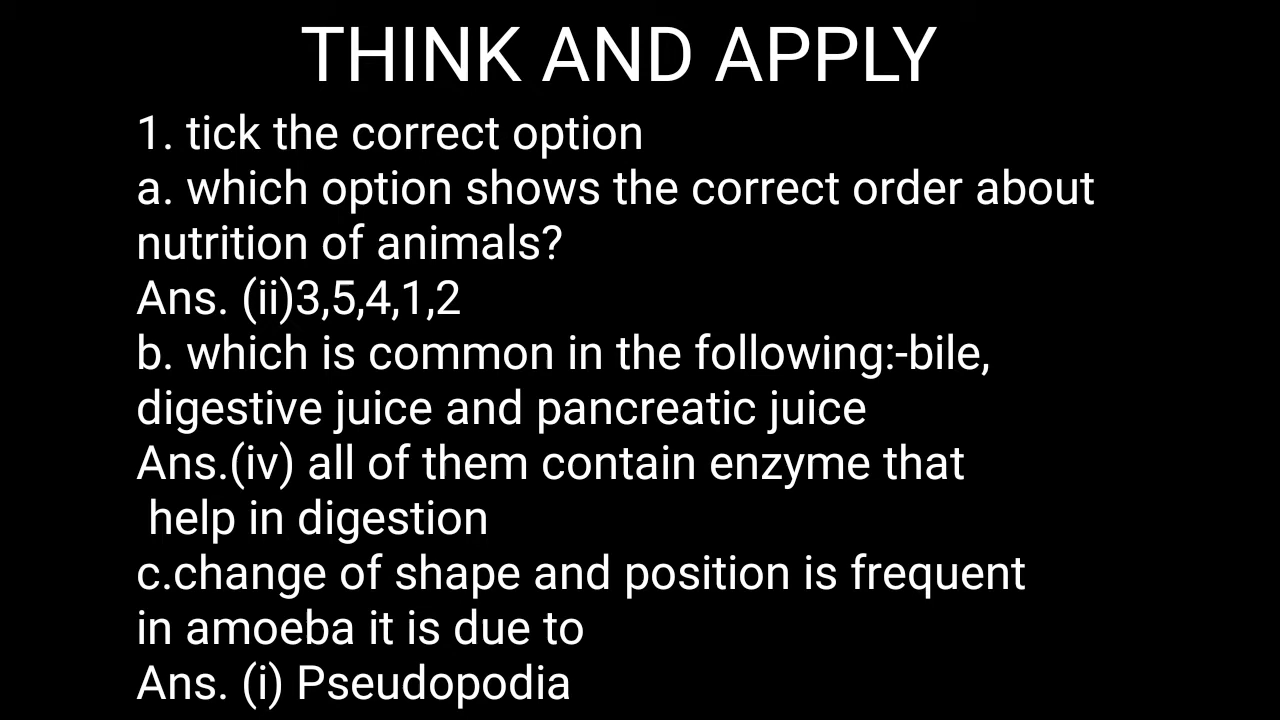 THINK AND APPLY
1. tick the correct option
a. which option shows the correct order about
nutrition of animals?
Ans. (ii)3,5,4,1,2
b. which is common in the following:-bile,
digestive juice and pancreatic juice
Ans.(iv) all of them contain enzyme that
help in digestion
c.change of shape and position is frequent
in amoeba it is due to
Ans. (i) Pseudopodia